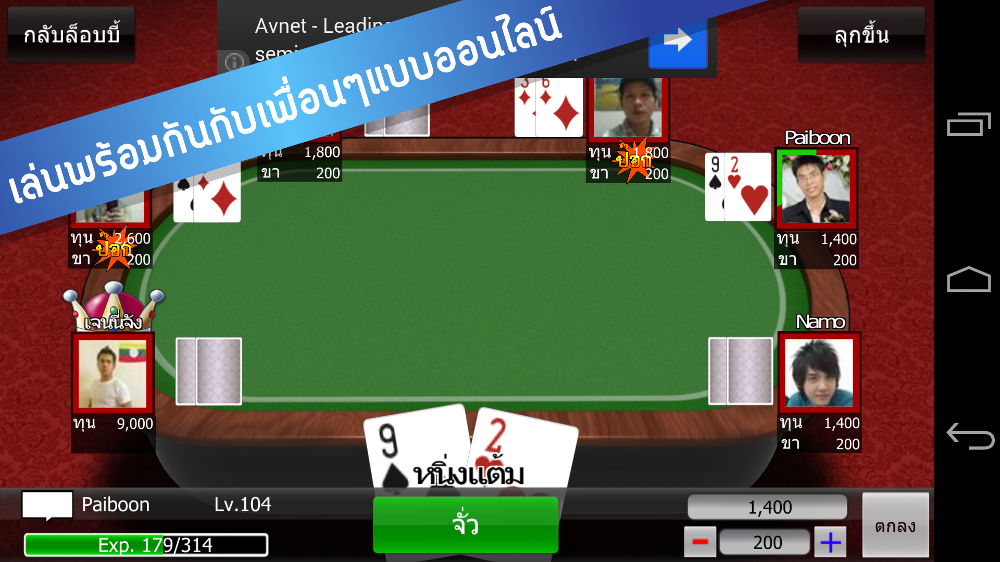 กลับล็อบบี้
Avnet - Leading
semi
ลุกขึ้น
เล่นพร้อมกันกับเพื่อนๆแบบออนไลน์
3 6
ทุน 1,800
ขา 200
ทุน 1,800
ป๊อก
ขา 200
Paiboon
9 2
ทุน 1,400
ขา 200
ทุน 2,600
ป๊อก
ขา 200
เจนนี่จัง
ทุน 9,000
Namo
ทุน 1,400
ขา 200
9 2
หนึ่งแต้ม
Paiboon Lv.104
Exp. 179/314
จั่ว
1,400
- 200 +
ตกลง